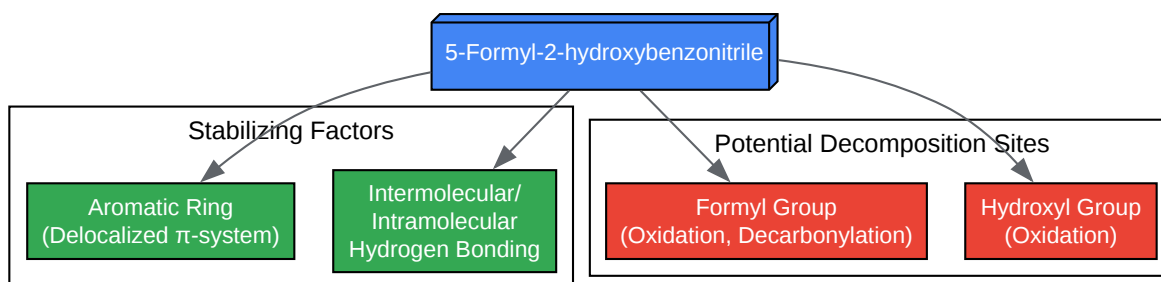 5-Formyl-2-hydroxybenzonitrile
Stabilizing Factors
Aromatic Ring
(Delocalized π-system)
Intermolecular/
Intramolecular
Hydrogen Bonding
Potential Decomposition Sites
Formyl Group
(Oxidation, Decarbonylation)
Hydroxyl Group
(Oxidation)